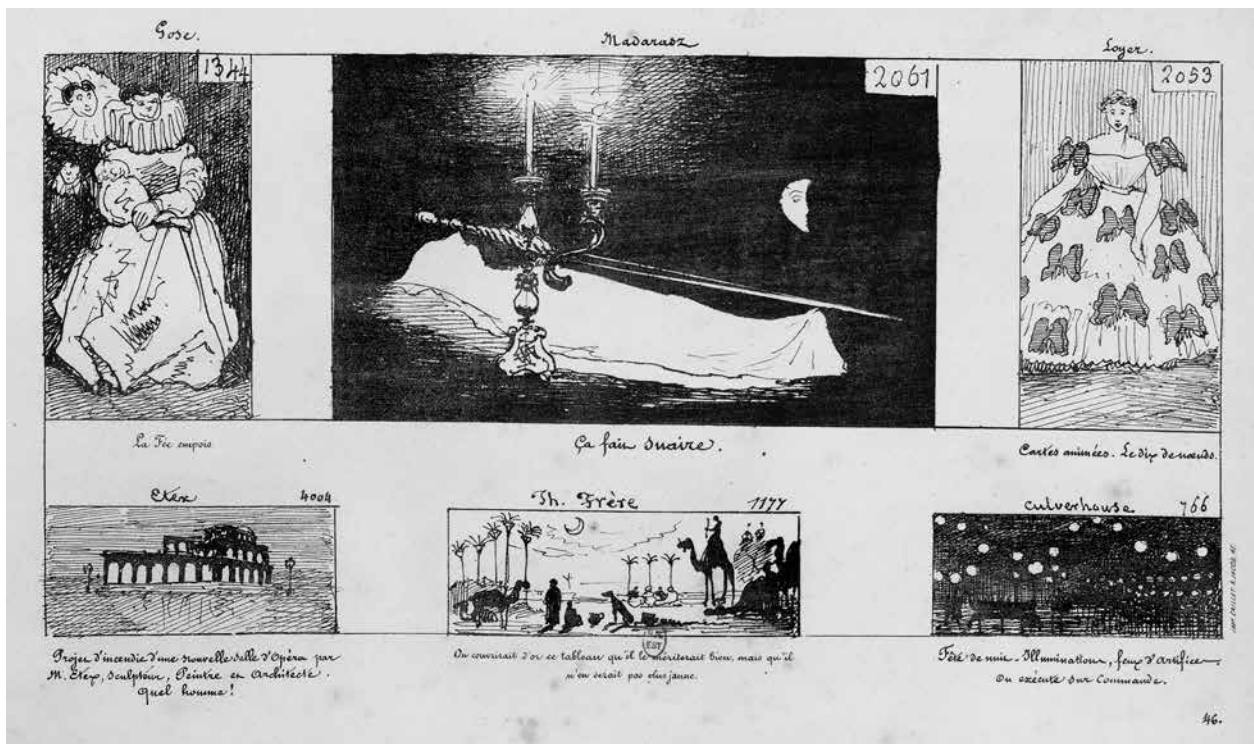 Gose.
1344
Madarasz
2061
Loyer.
2053
La Fée empois
Ça fait suaire.
Cartes animées. Le dix de nœuds.
Etex
4004
Th. Frère
1177
Culverhouse
766
Projet d'incendie d'une nouvelle salle d'Opéra par
M. Etex, Sculpteur, Peintre et Architecte.
Quel homme!
On couvrirait d'or ce tableau qu'il le mériterait bien, mais qu'il
n'en serait pas plus jaune.
Fête de nuit - Illumination, feux d'Artifice
On exécute sur Commande.
EST
46.